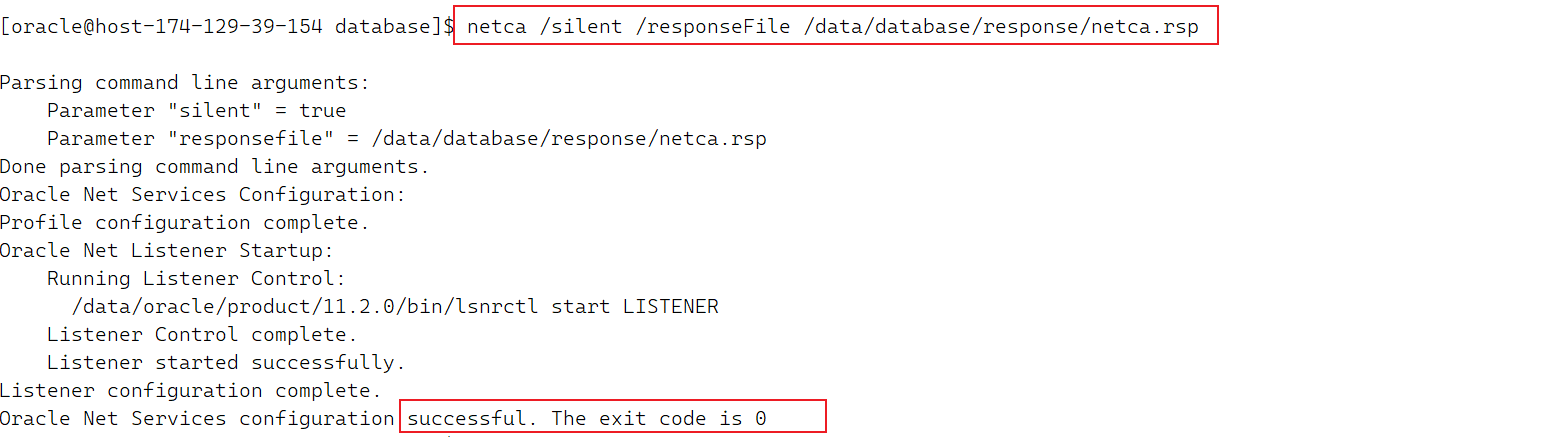 [oracle@host-174-129-39-154 database]$ netca /silent /responseFile /data/database/response/netca.rsp
Parsing command line arguments:
Parameter "silent" = true
Parameter "responsefile" = /data/database/response/netca.rsp
Done parsing command line arguments.
Oracle Net Services Configuration:
Profile configuration complete.
Oracle Net Listener Startup:
Running Listener Control:
/data/oracle/product/11.2.0/bin/lsnrctl start LISTENER
Listener Control complete.
Listener started successfully.
Listener configuration complete.
Oracle Net Services configuration successful. The exit code is 0